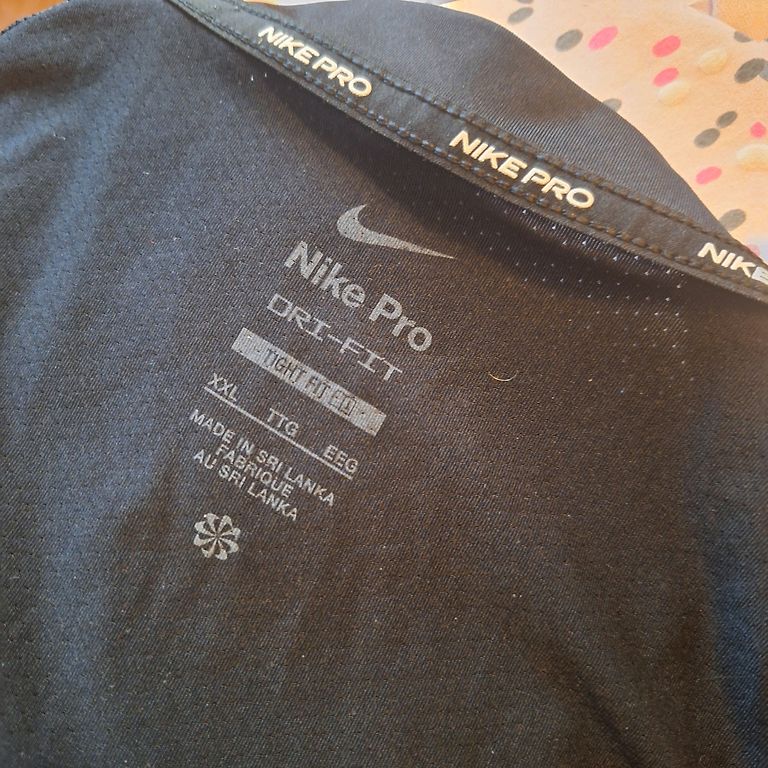 NIKE PRO
NIKE PRO
NIKE
Nike Pro
DRI-FIT
TIGHT FIT
XXL TTG EEG
MADE IN SRI LANKA
FABRIQUE
AU SRI LANKA